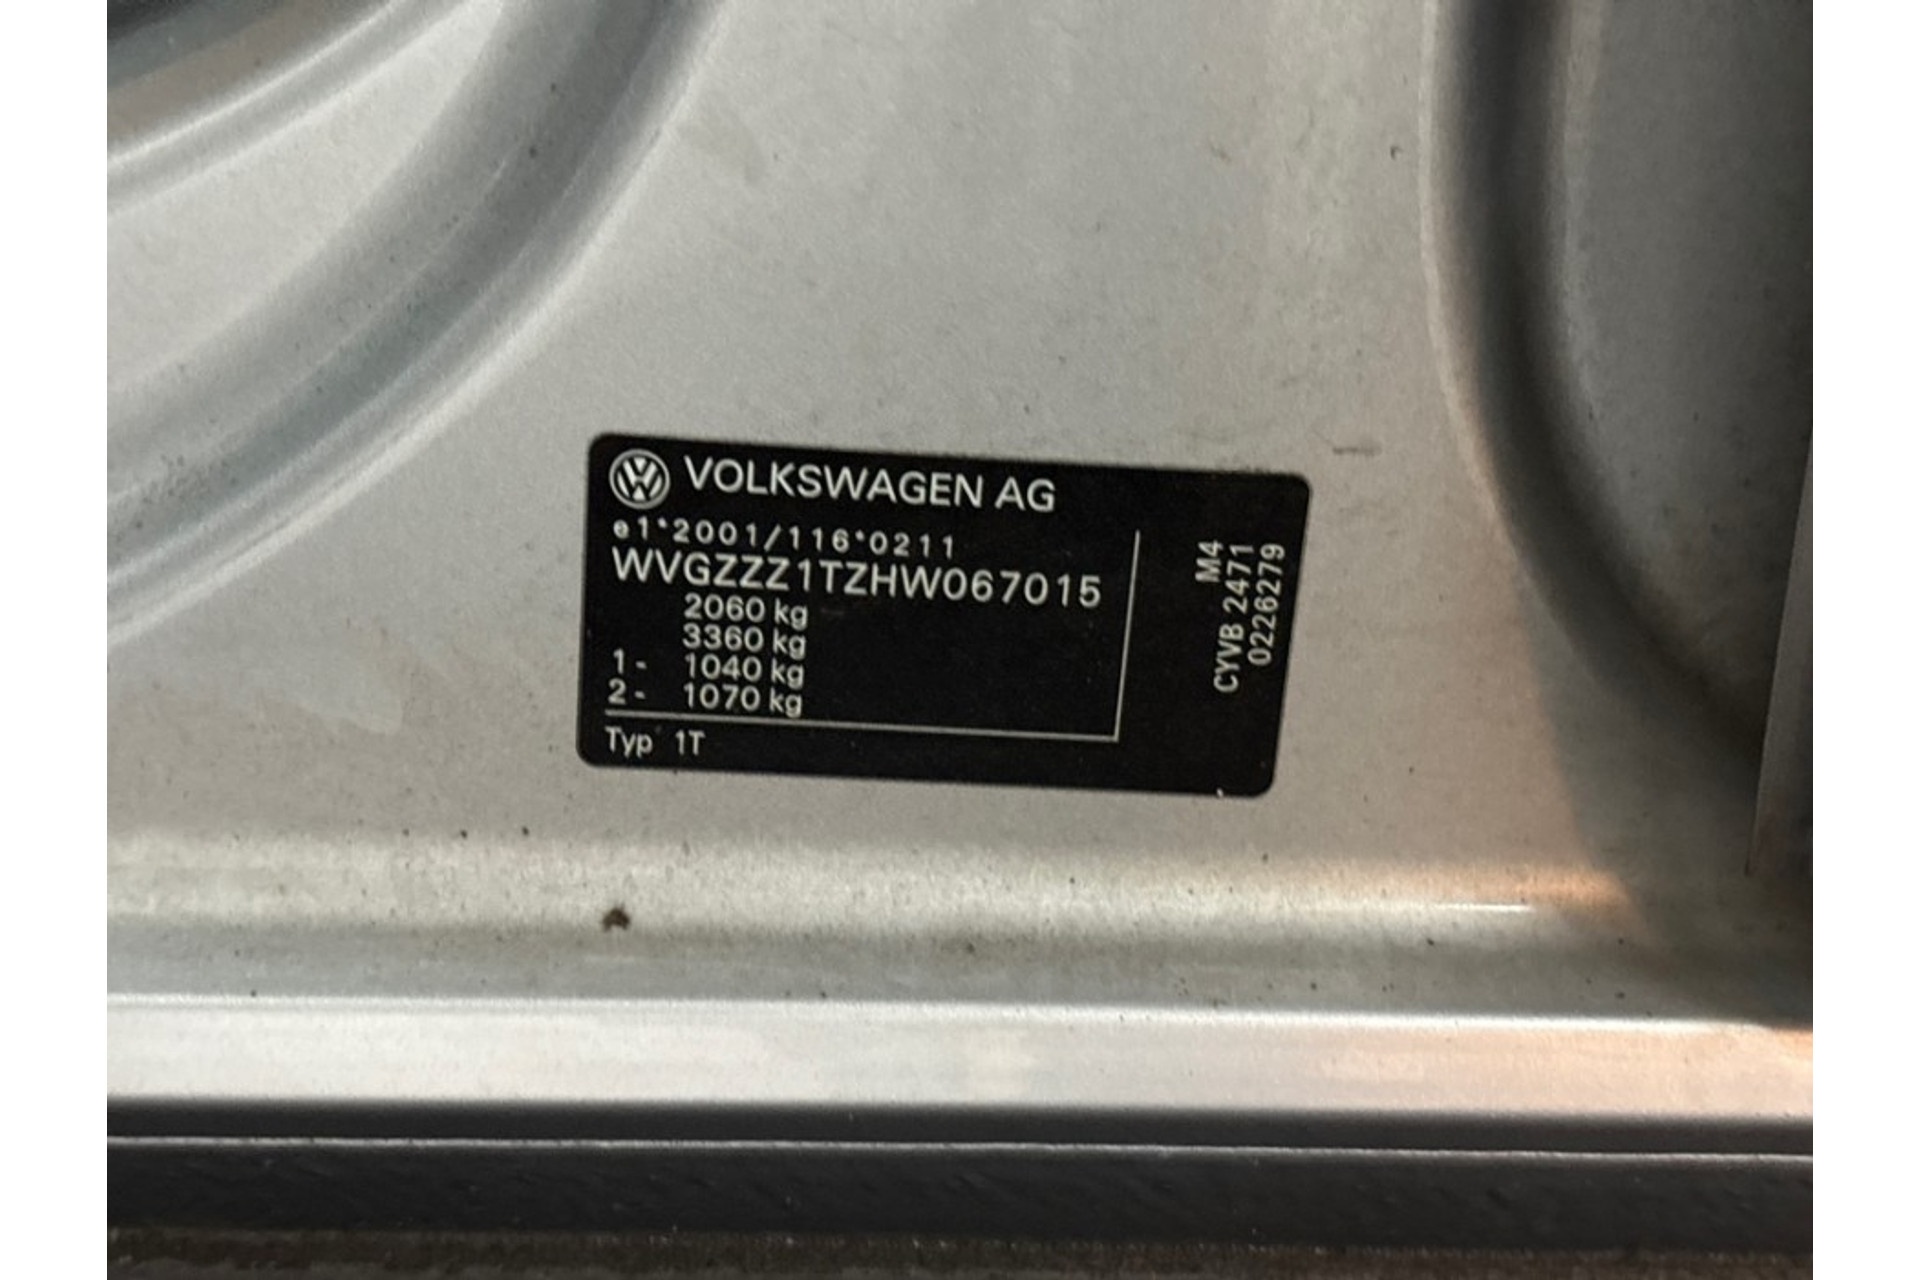 VOLKSWAGEN AG
e1*2001/116*0211
WVGZZZ1TZHW067015
2060 kg
3360 kg
1- 1040 kg
2- 1070 kg
Typ 1T
M4
CYVB 2471
0226279